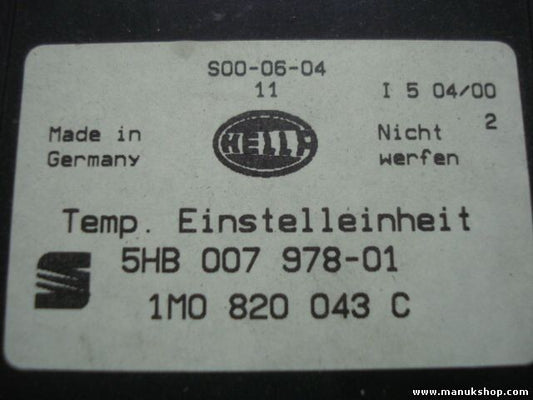 S00-06-04
11
I 5 04/00
2
Made in
Germany
HELLA
Nicht
werfen
Temp. Einstelleinheit
5HB 007 978-01
1M0 820 043 C
www.manukshop.com